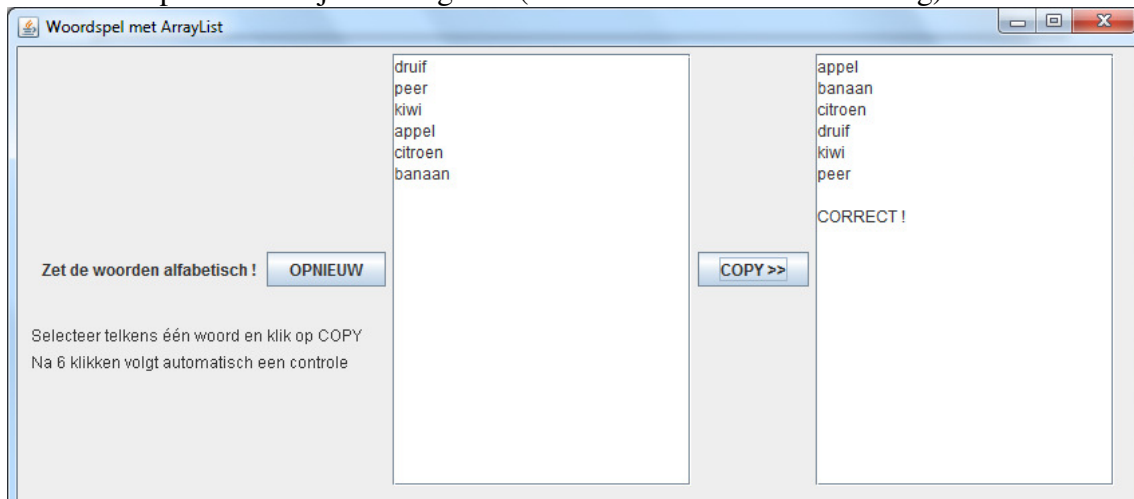 Woordspel met ArrayList
druif
peer
kiwi
appel
citroen
banaan
appel
banaan
citroen
druif
kiwi
peer
CORRECT !
Zet de woorden alfabetisch !
OPNIEUW
COPY >>
Selecteer telkens één woord en klik op COPY
Na 6 klikken volgt automatisch een controle